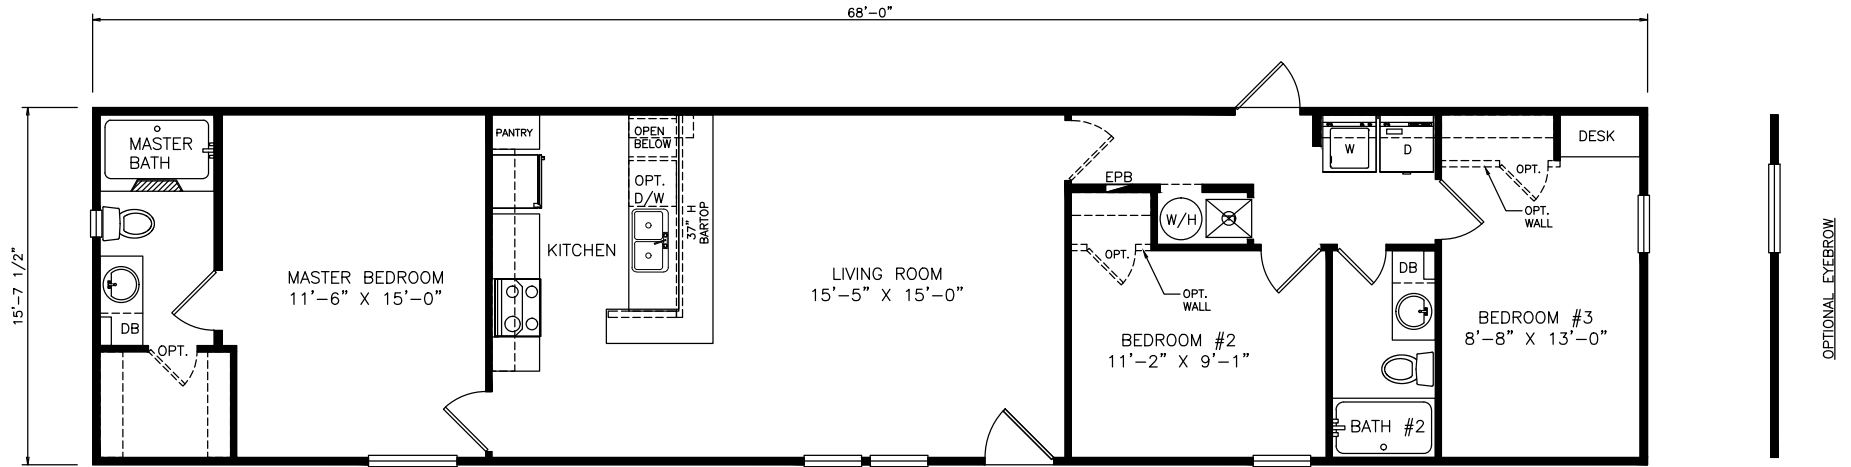 68'-0"
15'-7 1/2"
MASTER
BATH
DB
OPT.
MASTER BEDROOM
11'-6" X 15'-0"
PANTRY
KITCHEN
OPEN
BELOW
OPT.
D/W
37" H
BARTOP
LIVING ROOM
15'-5" X 15'-0"
EPB
W/H
OPT.
OPT.
WALL
BEDROOM #2
11'-2" X 9'-1"
W
D
DB
BATH #2
DESK
OPT.
OPT.
WALL
BEDROOM #3
8'-8" X 13'-0"
OPTIONAL EYEBROW